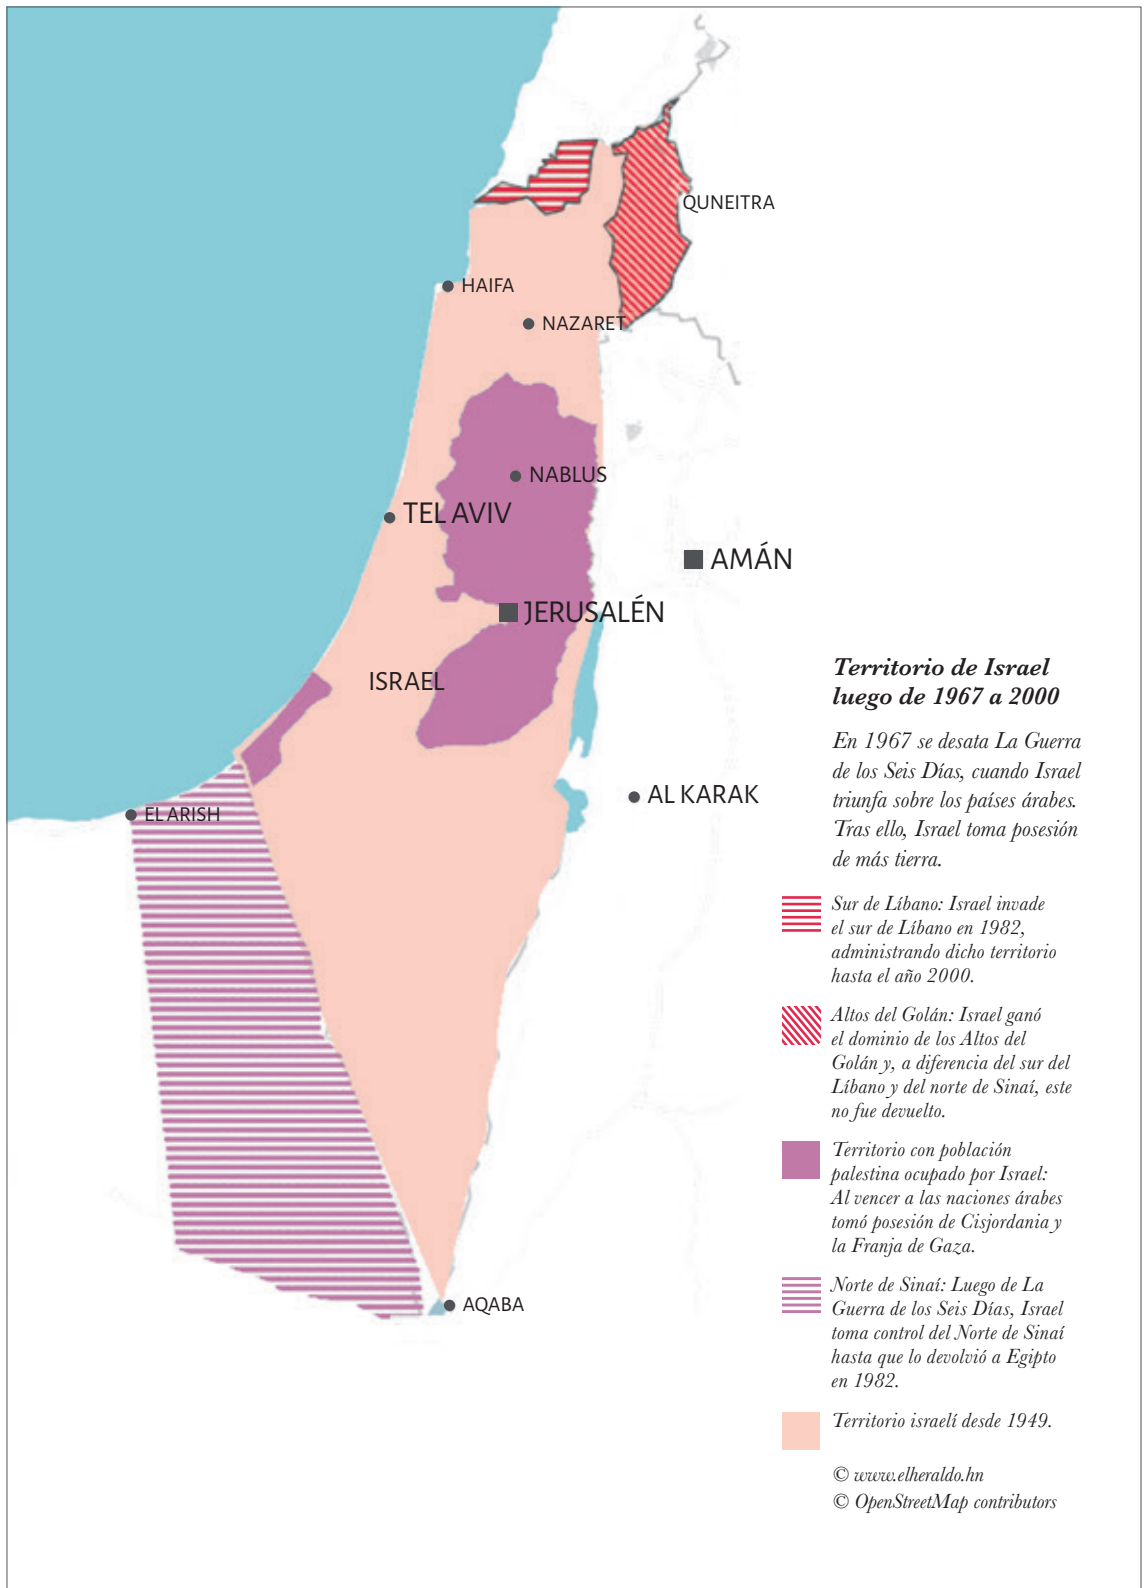 QUNEITRA
HAIFA
NAZARET
NABLUS
TEL AVIV
AMÁN
JERUSALÉN
ISRAEL
AL KARAK
EL ARISH
AQABA
Territorio de Israel
luego de 1967 a 2000
En 1967 se desata La Guerra
de los Seis Días, cuando Israel
triunfa sobre los países árabes.
Tras ello, Israel toma posesión
de más tierra.
Sur de Líbano: Israel invade
el sur de Líbano en 1982,
administrando dicho territorio
hasta el año 2000.
Altos del Golán: Israel ganó
el dominio de los Altos del
Golán y, a diferencia del sur del
Líbano y del norte de Sinaí, este
no fue devuelto.
Territorio con población
palestina ocupado por Israel:
Al vencer a las naciones árabes
tomó posesión de Cisjordania y
la Franja de Gaza.
Norte de Sinaí: Luego de La
Guerra de los Seis Días, Israel
toma control del Norte de Sinaí
hasta que lo devolvió a Egipto
en 1982.
Territorio israelí desde 1949.
© www.elheraldo.hn
© OpenStreetMap contributors